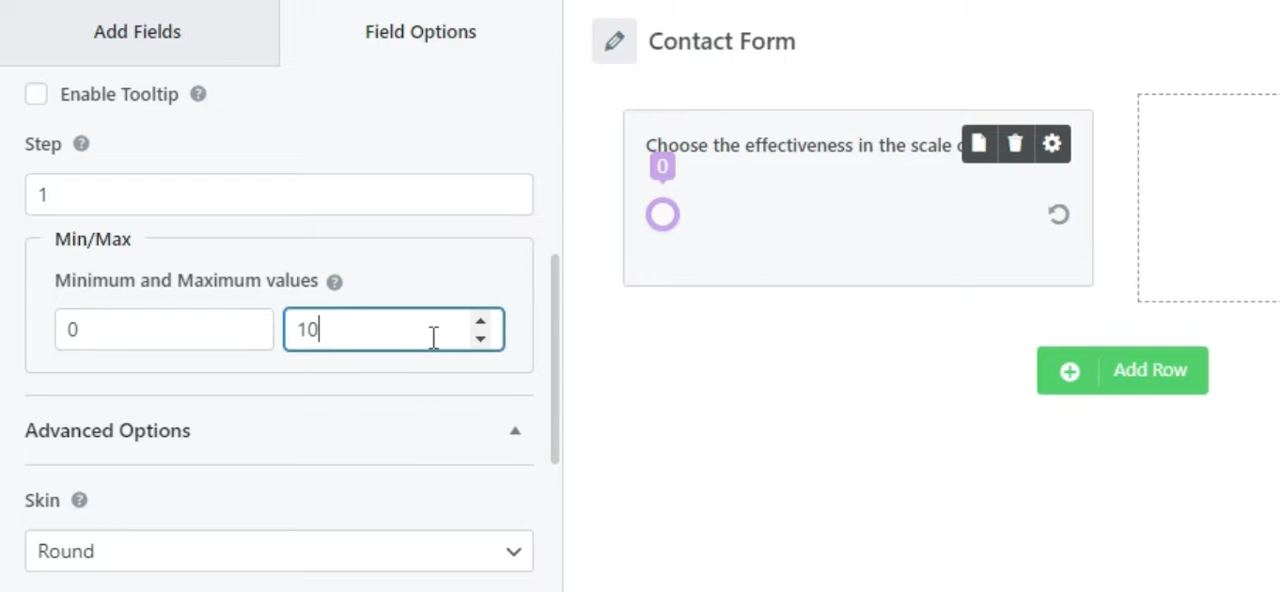 Add Fields
Field Options
Enable Tooltip
Step
1
Min/Max
Minimum and Maximum values
0
10
Advanced Options
Skin
Round
Contact Form
Choose the effectiveness in the scale
0
Add Row